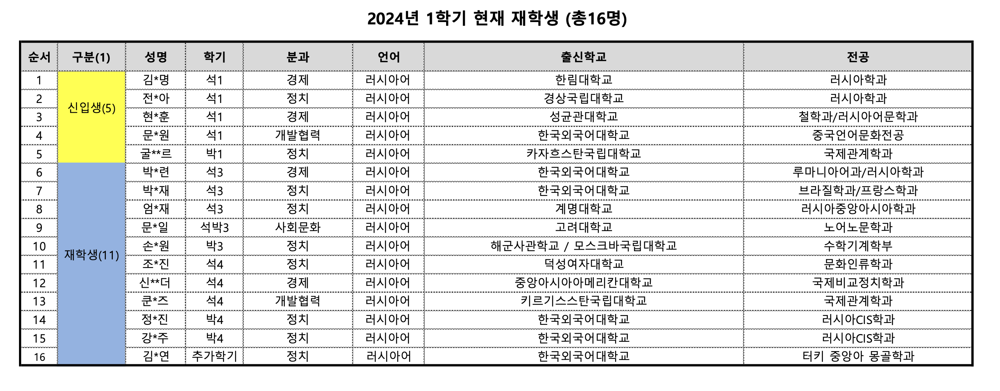 2024년 1학기 현재 재학생 (총16명)
순서 구분(1) 성명 학기 분과 언어 출신학교 전공
1 신입생(5) 김*명 석1 경제 러시아어 한림대학교 러시아학과
2 전*아 석1 정치 러시아어 경상국립대학교 러시아학과
3 현*훈 석1 경제 러시아어 성균관대학교 철학과/러시아어문학과
4 문*원 석1 개발협력 러시아어 한국외국어대학교 중국언어문화전공
5 굴**르 박1 정치 러시아어 카자흐스탄국립대학교 국제관계학과
6 재학생(11) 박*련 석3 경제 러시아어 한국외국어대학교 루마니아어과/러시아학과
7 박*재 석3 정치 러시아어 한국외국어대학교 브라질학과/프랑스학과
8 엄*재 석3 정치 러시아어 계명대학교 러시아중앙아시아학과
9 문*일 석박3 사회문화 러시아어 고려대학교 노어노문학과
10 손*원 박3 정치 러시아어 해군사관학교 / 모스크바국립대학교 수학기계학부
11 조*진 석4 정치 러시아어 덕성여자대학교 문화인류학과
12 신**더 석4 경제 러시아어 중앙아시아아메리칸대학교 국제비교정치학과
13 쿤*즈 석4 개발협력 러시아어 키르기스스탄국립대학교 국제관계학과
14 정*진 박4 정치 러시아어 한국외국어대학교 러시아CIS학과
15 강*주 박4 정치 러시아어 한국외국어대학교 러시아CIS학과
16 김*연 추가학기 정치 러시아어 한국외국어대학교 터키 중앙아 몽골학과